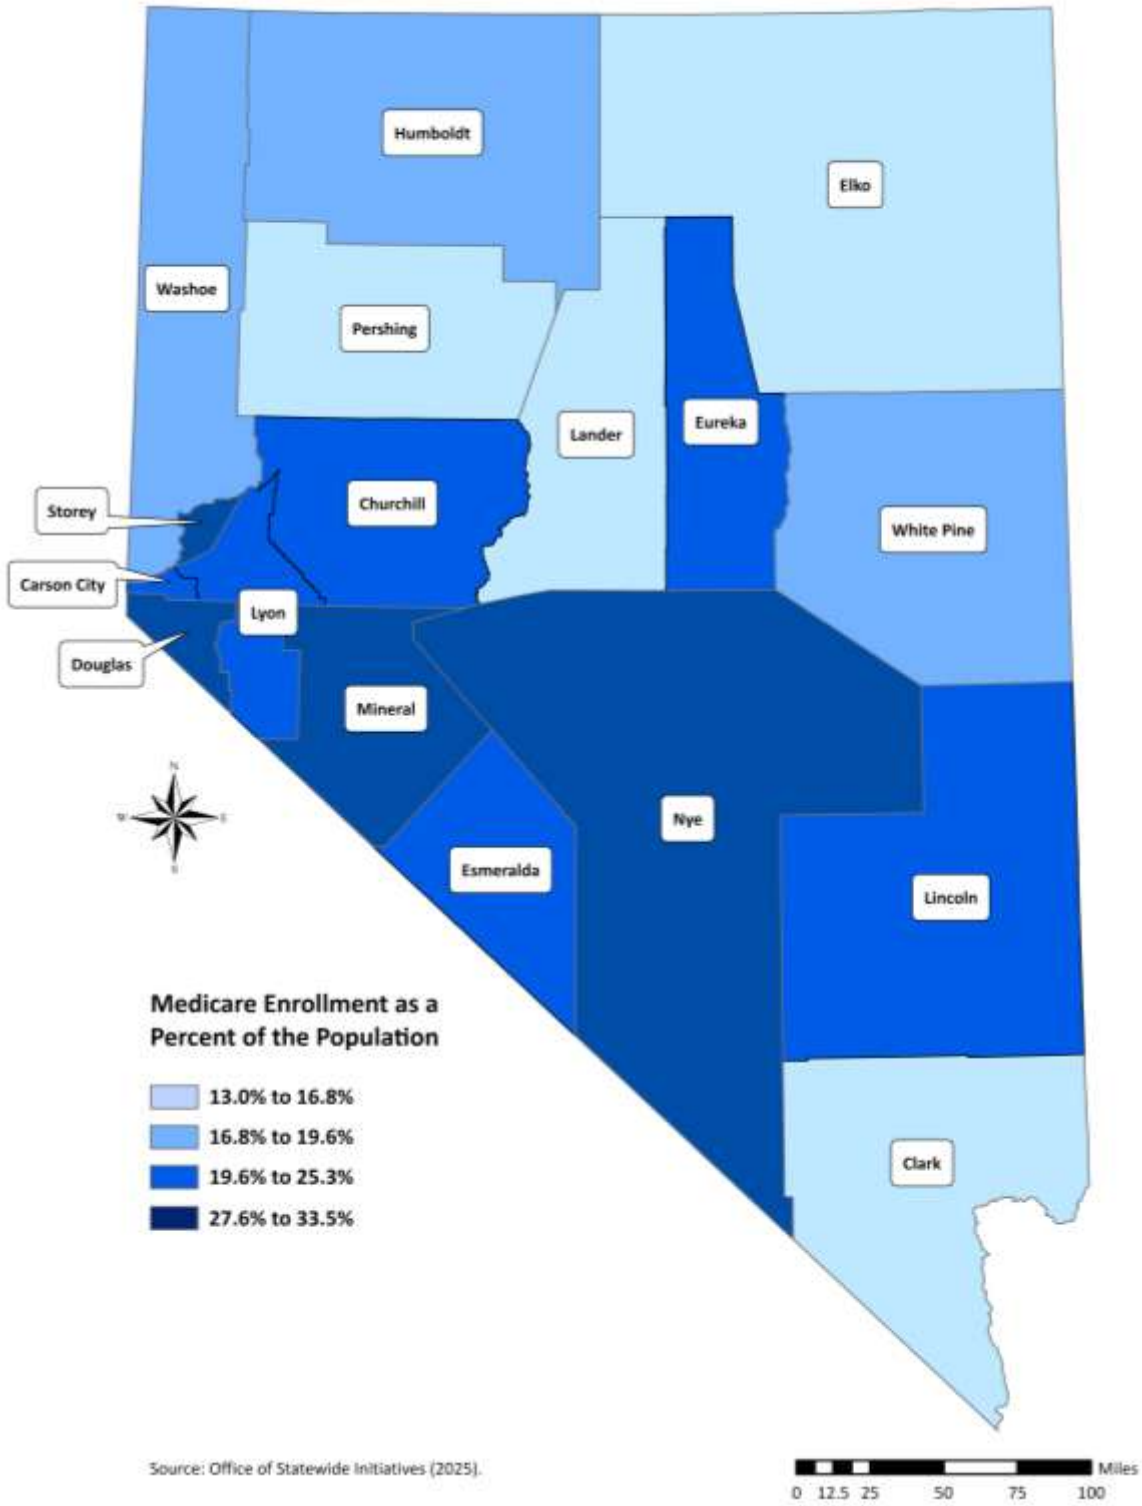 Humboldt
Elko
Washoe
Pershing
Eureka
Lander
Churchill
Storey
White Pine
Carson City
Lyon
Douglas
Mineral
N
W
E
S
Nye
Esmeralda
Lincoln
Medicare Enrollment as a
Percent of the Population
13.0% to 16.8%
16.8% to 19.6%
19.6% to 25.3%
27.6% to 33.5%
Clark
Source: Office of Statewide Initiatives (2025).
Miles
0 12.5 25 50 75 100